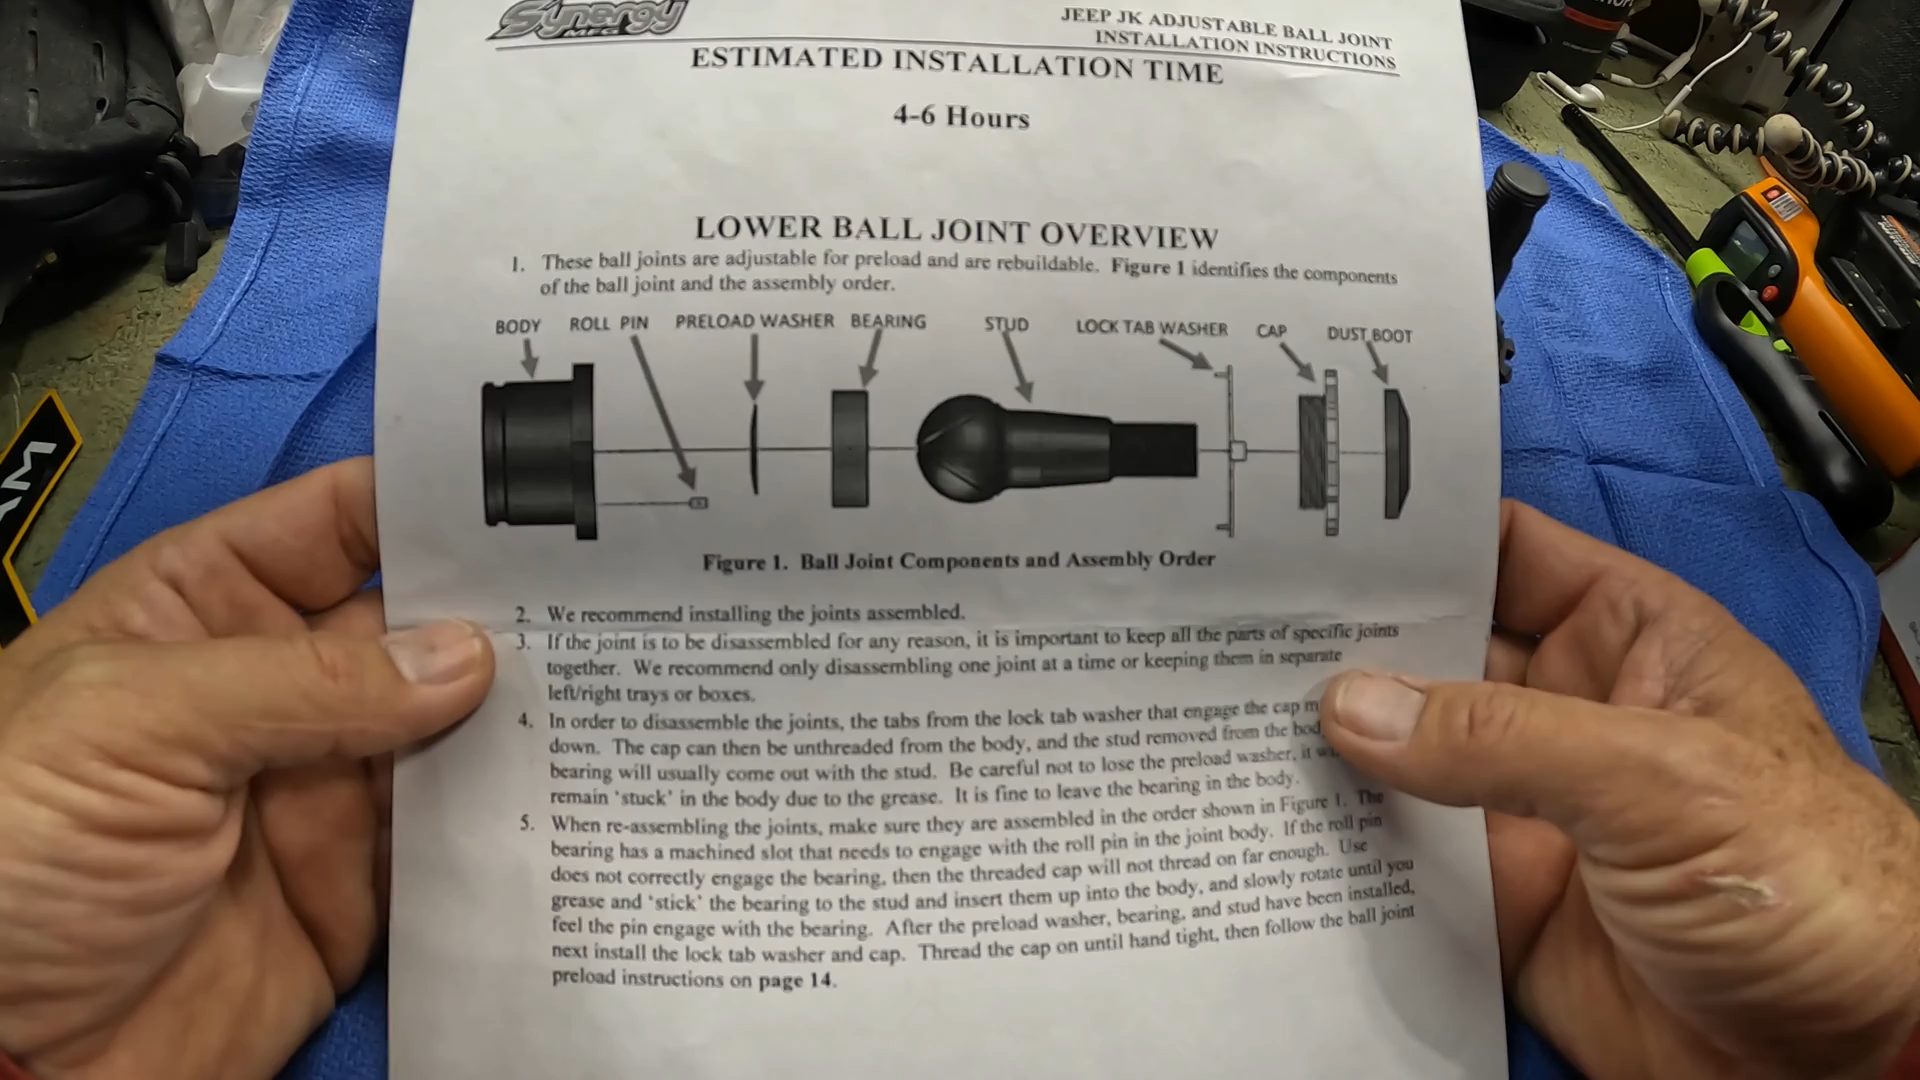 Synergy
MFG
JEEP JK ADJUSTABLE BALL JOINT
INSTALLATION INSTRUCTIONS
ESTIMATED INSTALLATION TIME
4-6 Hours
LOWER BALL JOINT OVERVIEW
1. These ball joints are adjustable for preload and are rebuildable. Figure 1 identifies the components
of the ball joint and the assembly order.
BODY ROLL PIN PRELOAD WASHER BEARING STUD LOCK TAB WASHER CAP DUST BOOT
Figure 1. Ball Joint Components and Assembly Order
2. We recommend installing the joints assembled.
3. If the joint is to be disassembled for any reason, it is important to keep all the parts of specific joints
together. We recommend only disassembling one joint at a time or keeping them in separate
left/right trays or boxes.
4. In order to disassemble the joints, the tabs from the lock tab washer that engage the cap
down. The cap can then be unthreaded from the body, and the stud removed from the
bearing will usually come out with the stud. Be careful not to lose the preload washer, it
remain 'stuck' in the body due to the grease. It is fine to leave the bearing in the body.
5. When re-assembling the joints, make sure they are assembled in the order shown in Figure 1. The
bearing has a machined slot that needs to engage with the roll pin in the joint body. If the roll pin
does not correctly engage the bearing, then the threaded cap will not thread on far enough. Use
grease and 'stick' the bearing to the stud and insert them up into the body, and slowly rotate until you
feel the pin engage with the bearing. After the preload washer, bearing, and stud have been installed,
next install the lock tab washer and cap. Thread the cap on until hand tight, then follow the ball joint
preload instructions on page 14.